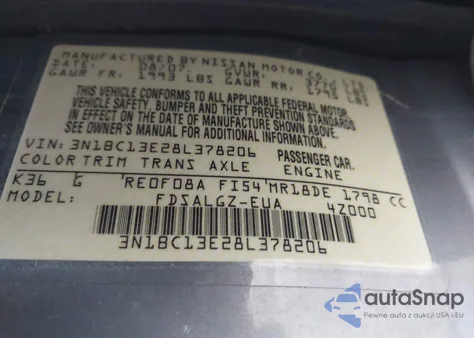 MANUFACTURED BY NISSAN MOTOR CO., LTD.
DATE: 08/07 GVWR:
GAWR FR: 1993 LBS GAWR RR: LBS
THIS VEHICLE CONFORMS TO ALL APPLICABLE FEDERAL MOTOR
VEHICLE SAFETY, BUMPER AND THEFT PREVENTION STANDARDS
IN EFFECT ON THE DATE OF MANUFACTURE SHOWN ABOVE.
SEE OWNER'S MANUAL FOR ADDITIONAL INFORMATION
VIN: 3N1BC13E28L378206 PASSENGER CAR.
COLOR TRIM TRANS AXLE ENGINE
K36 G RE0F08A FI54 MR18DE 1798 CC
MODEL: FDSALGZ-EUA 4Z000
3N1BC13E28L378206
autoSnap
Pewne auta z aukcji USA i EU